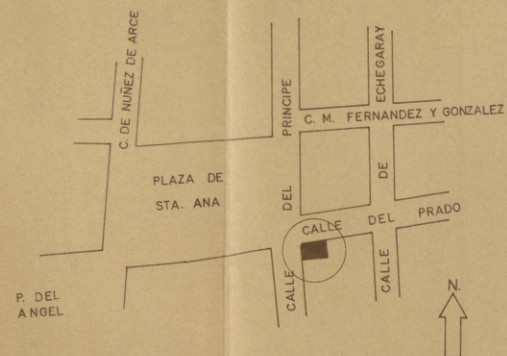 C. DE NUÑEZ DE ARCE
PRINCIPE
ECHEGARAY
C. M. FERNANDEZ Y GONZALEZ
PLAZA DE
STA. ANA
DEL
DE
CALLE DEL PRADO
CALLE
CALLE
P. DEL
ANGEL
N.